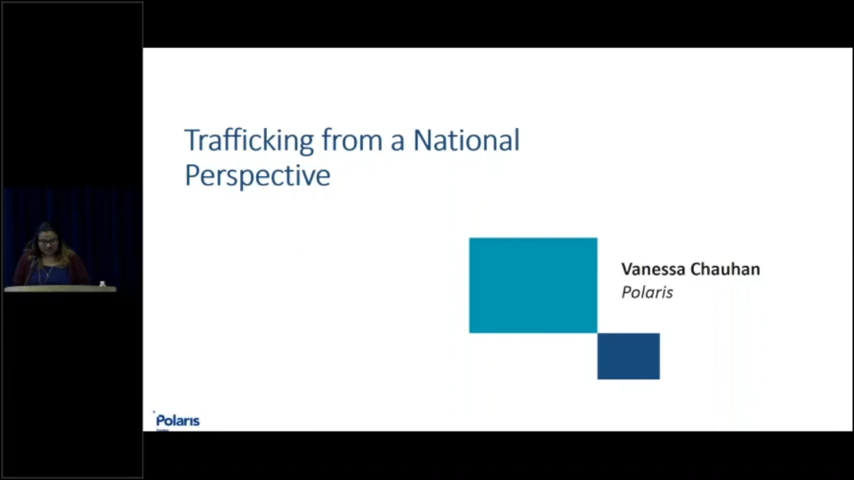 Trafficking from a National
Perspective
Vanessa Chauhan
Polaris
Polaris